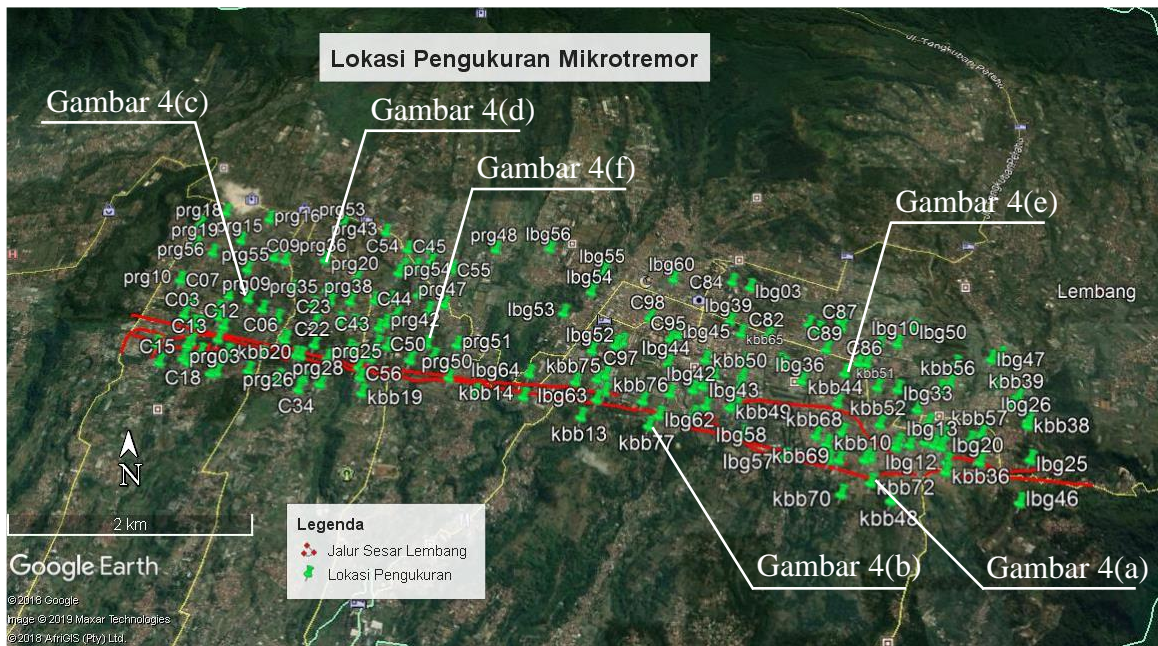 Lokasi Pengukuran Mikrotremor
Jl. Tangkuban Parahu
Gambar 4(c)
Gambar 4(d)
Gambar 4(f)
Gambar 4(e)
prg18
prg19
prg15
prg16
prg53
prg43
prg56
prg55
C09
prg36
C54
C45
prg48
lbg56
prg10
C07
prg09
prg35
prg20
prg38
prg54
C55
prg47
lbg55
lbg54
lbg60
C84
lbg03
Lembang
C03
C12
C13
C06
C23
C22
C43
C44
prg42
lbg53
C98
lbg39
C95
lbg45
C82
kbb65
C87
C89
C86
lbg10
lbg50
C15
prg03
kbb20
prg25
C50
prg51
lbg52
C97
lbg44
kbb50
lbg36
kbb51
kbb56
lbg47
C18
prg26
prg28
C56
prg50
lbg64
kbb75
kbb76
lbg42
lbg43
kbb44
lbg33
kbb39
C34
kbb19
kbb14
lbg63
lbg62
kbb49
kbb68
kbb52
lbg13
kbb57
lbg26
kbb38
kbb13
kbb77
lbg58
kbb10
lbg20
lbg57
kbb69
lbg12
kbb36
lbg25
kbb70
kbb72
kbb48
lbg46
N
2 km
Google Earth
Legenda
Jalur Sesar Lembang
Lokasi Pengukuran
Gambar 4(b)
Gambar 4(a)
© 2018 Google
Image © 2019 Maxar Technologies
© 2018 AfriGIS (Pty) Ltd.